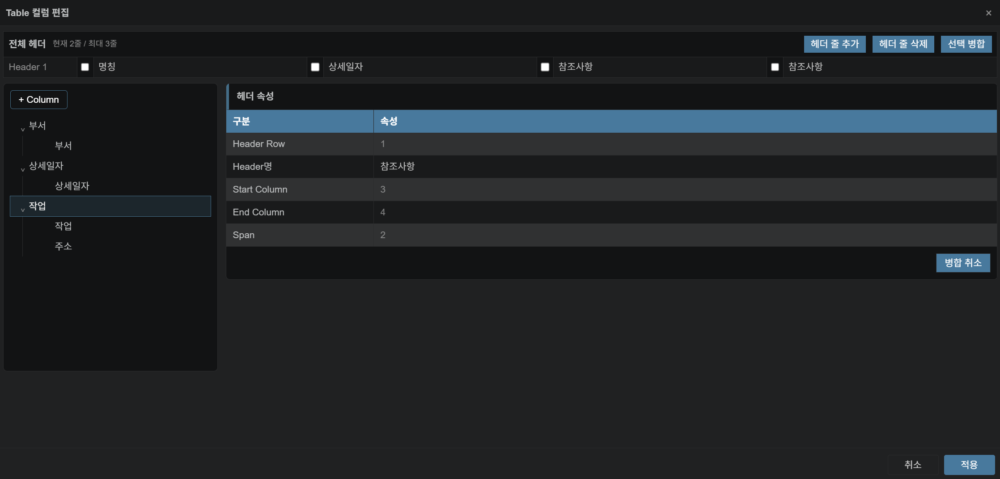 Table 컬럼 편집
×
전체 헤더 현재 2줄 / 최대 3줄 헤더 줄 추가 헤더 줄 삭제 선택 병합
Header 1 명칭 상세일자 참조사항 참조사항
+ Column
부서
부서
상세일자
상세일자
작업
작업
주소
헤더 속성
구분 속성
Header Row 1
Header명 참조사항
Start Column 3
End Column 4
Span 2
병합 취소
취소 적용